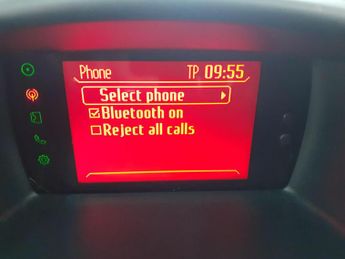 Phone TP 09:55
Select phone
Bluetooth on
Reject all calls